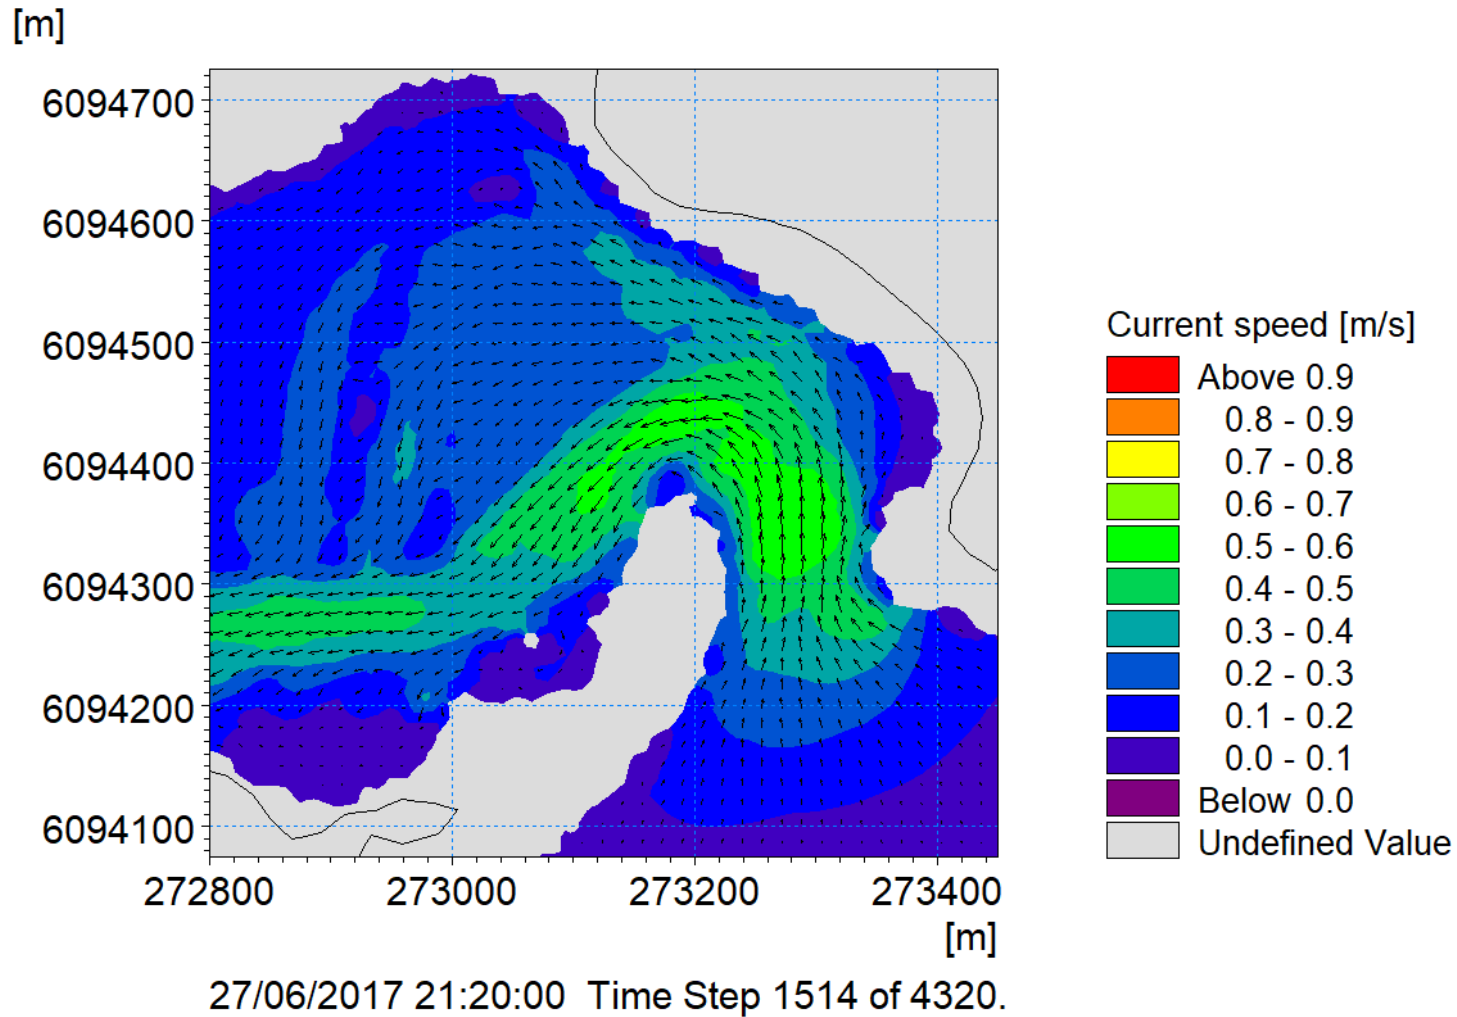 [m]
6094700
6094600
6094500
6094400
6094300
6094200
6094100
272800
273000
273200
273400
[m]
27/06/2017 21:20:00 Time Step 1514 of 4320.
Current speed [m/s]
Above 0.9
0.8 - 0.9
0.7 - 0.8
0.6 - 0.7
0.5 - 0.6
0.4 - 0.5
0.3 - 0.4
0.2 - 0.3
0.1 - 0.2
0.0 - 0.1
Below 0.0
Undefined Value